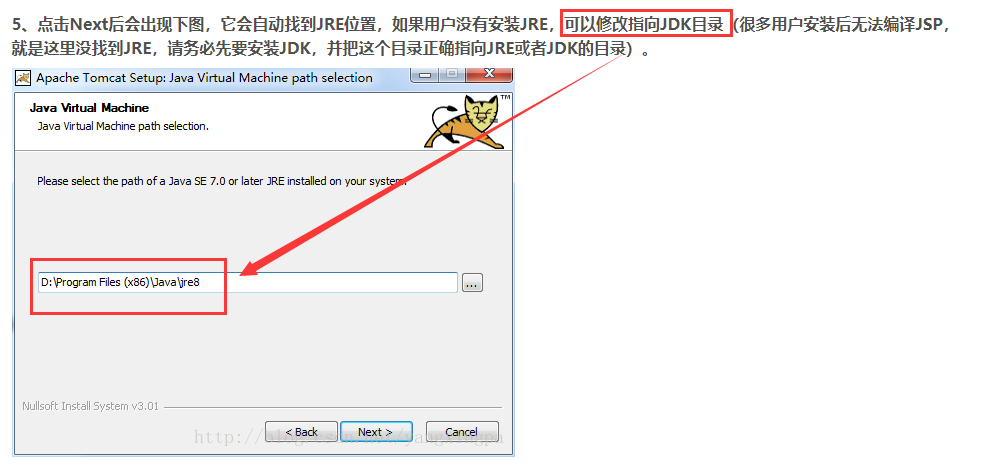 5、点击Next后会出现下图，它会自动找到JRE位置，如果用户没有安装JRE，可以修改指向JDK目录（很多用户安装后无法编译JSP，
就是这里没找到JRE，请务必先要安装JDK，并把这个目录正确指向JRE或者JDK的目录）。
Apache Tomcat Setup: Java Virtual Machine path selection
TM
Java Virtual Machine
Java Virtual Machine path selection.
Please select the path of a Java SE 7.0 or later JRE installed on your system.
D:\Program Files (x86)\Java\jre8
...
Nullsoft Install System v3.01
< Back
Next >
Cancel